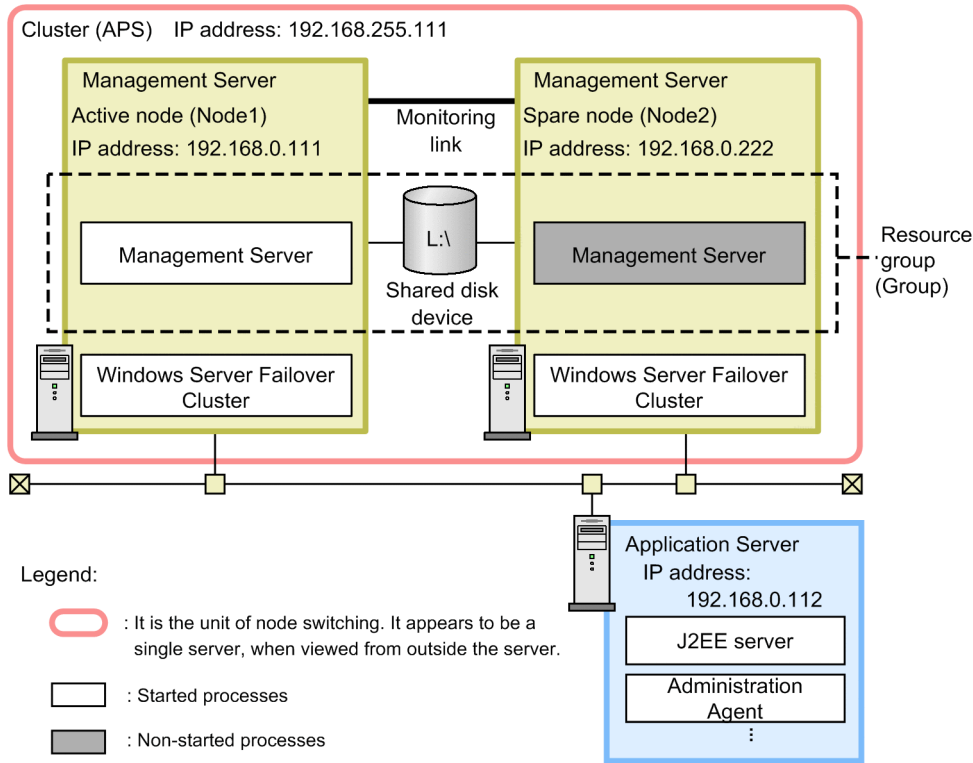 Cluster (APS) IP address: 192.168.255.111
Management Server
Active node (Node1)
IP address: 192.168.0.111
Monitoring
link
Management Server
Spare node (Node2)
IP address: 192.168.0.222
Management Server
L:\
Shared disk
device
Management Server
Resource
group
(Group)
Windows Server Failover
Cluster
Windows Server Failover
Cluster
Application Server
IP address:
192.168.0.112
J2EE server
Administration
Agent
⋮
Legend:
: It is the unit of node switching. It appears to be a
single server, when viewed from outside the server.
: Started processes
: Non-started processes